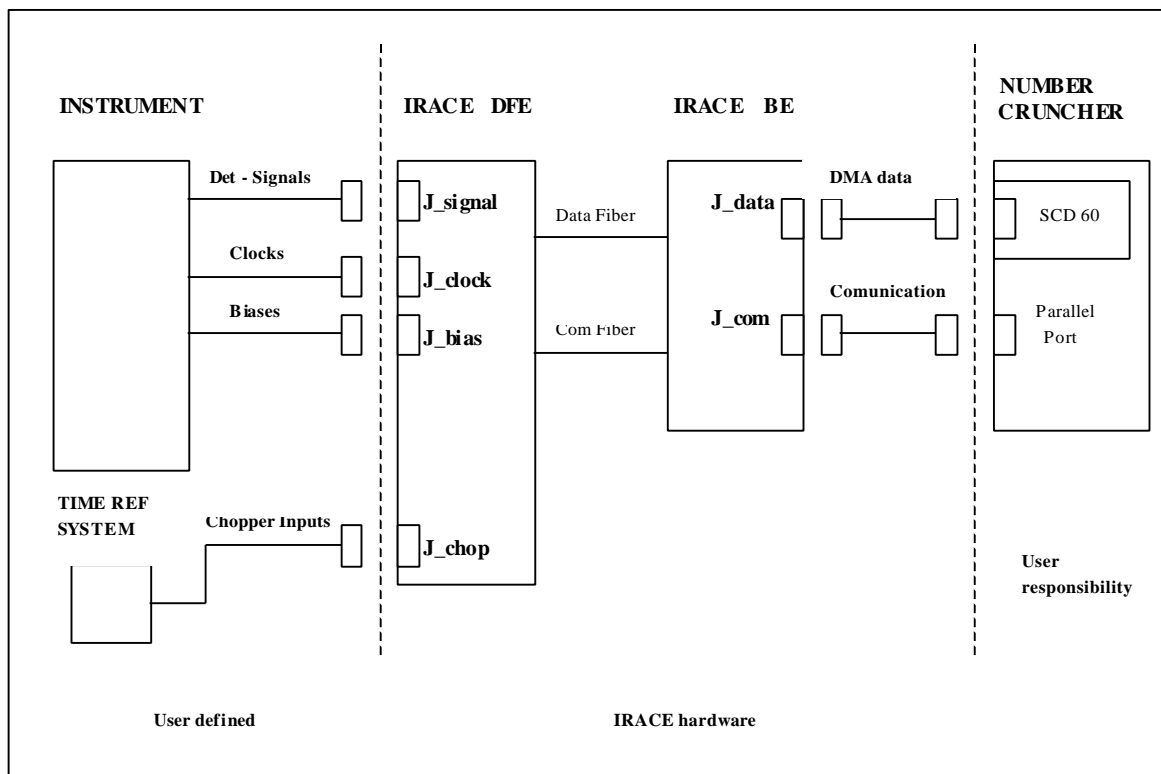 INSTRUMENT
IRACE DFE
IRACE BE
NUMBER
CRUNCHER
Det - Signals
J_signal
Data Fiber
J_data
DMA data
SCD 60
Clocks
J_clock
Biases
J_bias
Com Fiber
J_com
Comunication
Parallel
Port
TIME REF
SYSTEM
Chopper Inputs
J_chop
User
responsibility
User defined
IRACE hardware